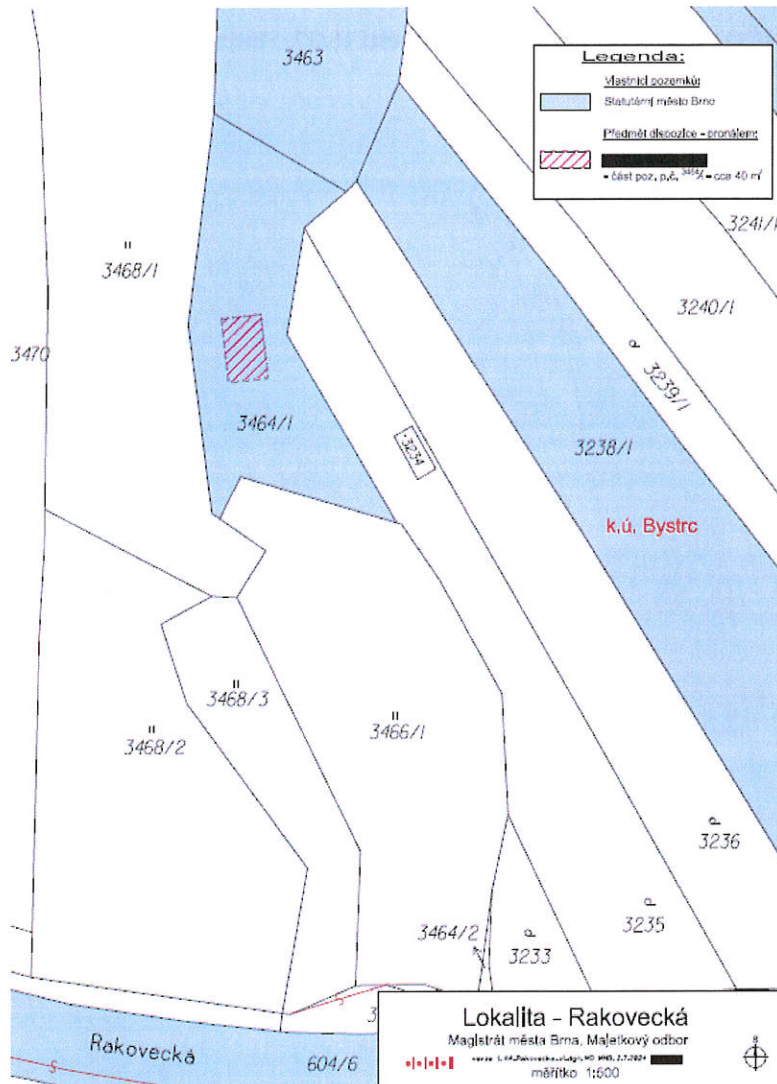 3463
Legenda:
Vlastníci pozemků:
Statutární město Brno
Předmět dispozice - pronájem:
- část poz. p.č. 3464/1 - cca 40 m²
3241/1
3468/1
3240/1
3470
3239/1
3464/1
3234
3238/1
k.ú. Bystrc
3468/3
3466/1
3468/2
3236
3464/2
3235
3233
Rakovecká
604/6
Lokalita - Rakovecká
Magistrát města Brna, Majetkový odbor
měřítko 1:500